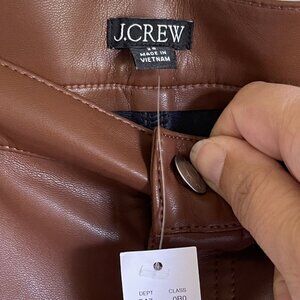 J.CREW
MADE IN
VIETNAM
DEPT CLASS